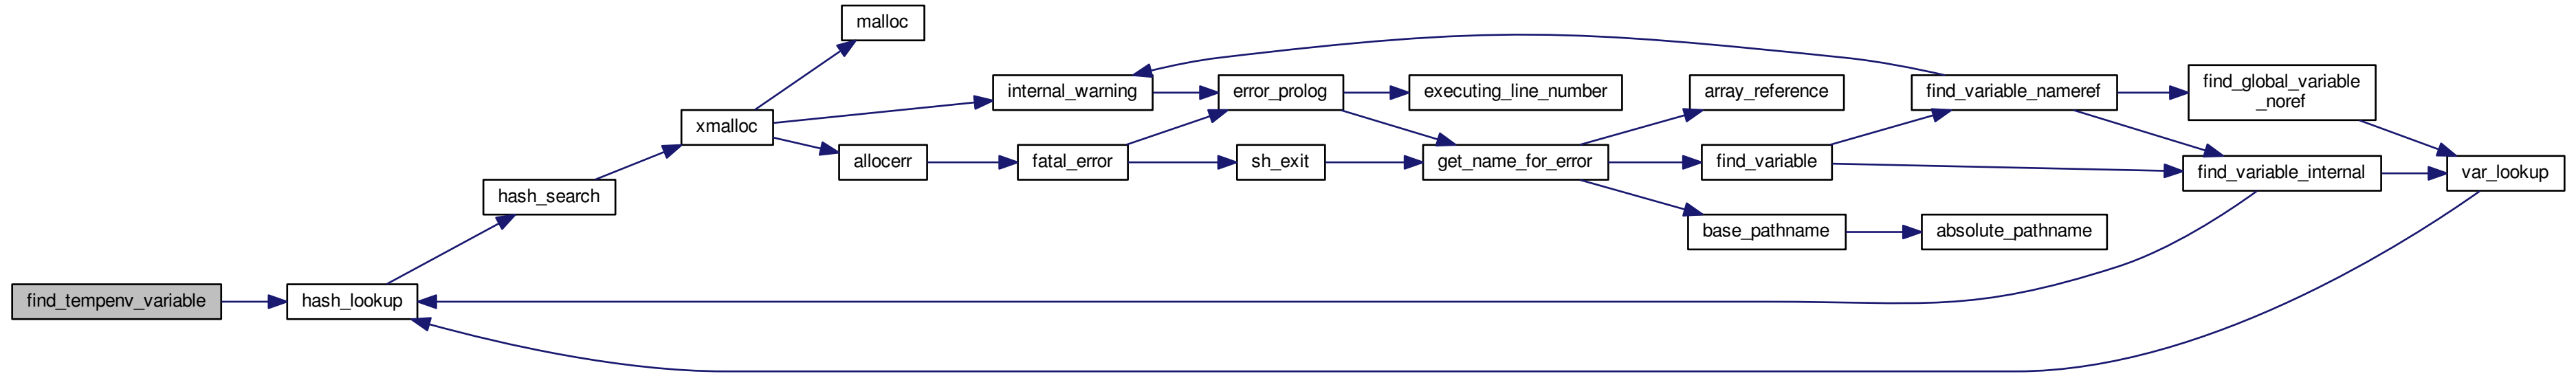 malloc
internal_warning
error_prolog
executing_line_number
array_reference
find_variable_nameref
find_global_variable
_noref
xmalloc
allocerr
fatal_error
sh_exit
get_name_for_error
find_variable
find_variable_internal
var_lookup
hash_search
base_pathname
absolute_pathname
find_tempenv_variable
hash_lookup